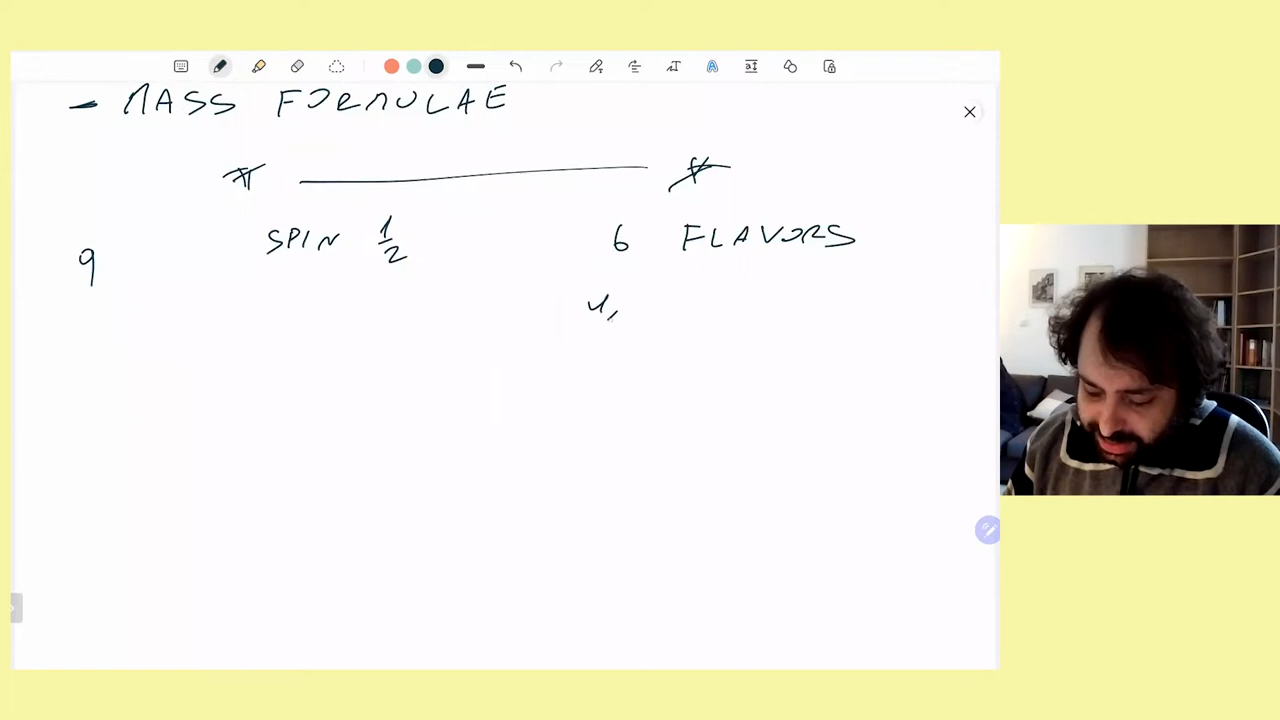 - MASS FORMULAE
SPIN 1/2 6 FLAVORS
q
u,